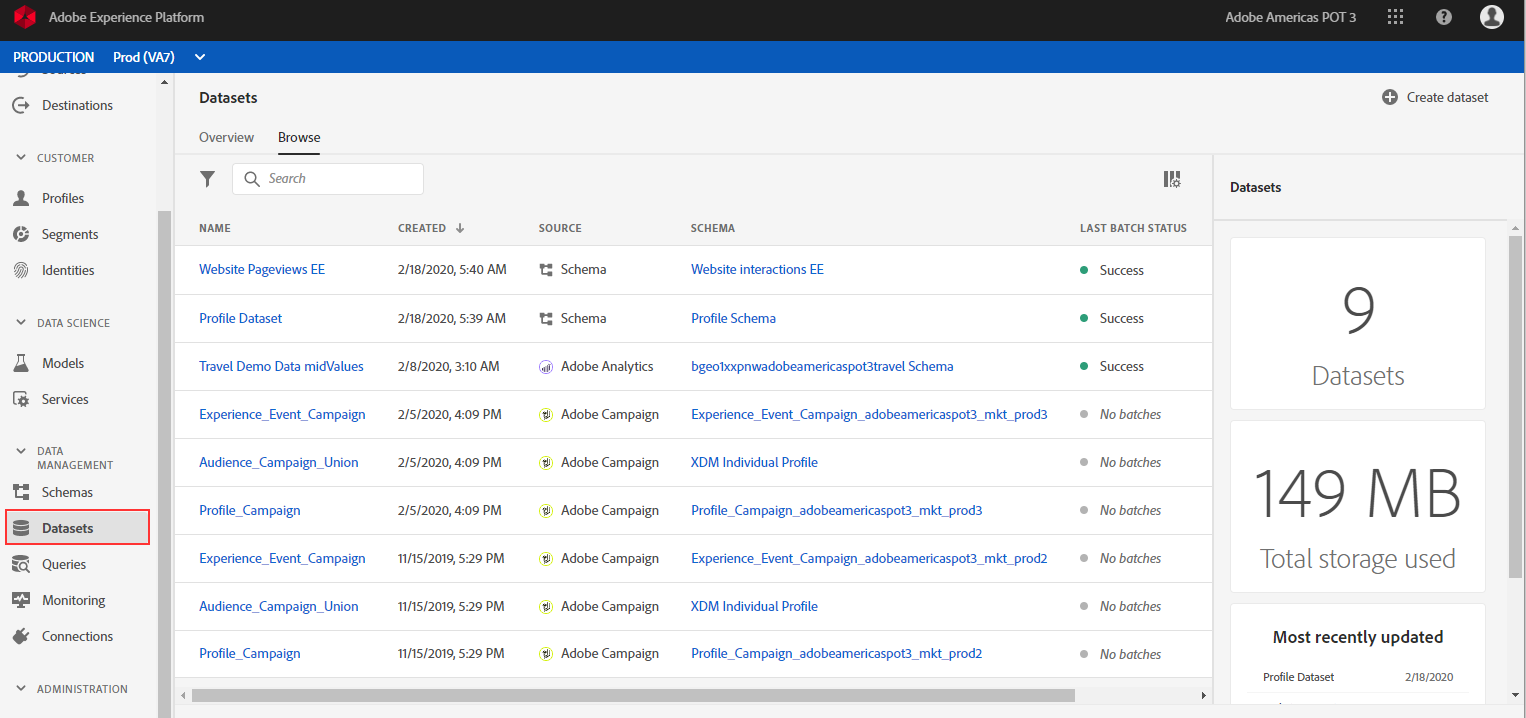 Adobe Experience Platform
Adobe Americas POT 3
PRODUCTION Prod (VA7)
Destinations
CUSTOMER
Profiles
Segments
Identities
DATA SCIENCE
Models
Services
DATA
MANAGEMENT
Schemas
Datasets
Queries
Monitoring
Connections
ADMINISTRATION
Datasets
Create dataset
Overview Browse
Search
NAME CREATED SOURCE SCHEMA LAST BATCH STATUS
Website Pageviews EE 2/18/2020, 5:40 AM Schema Website interactions EE Success
Profile Dataset 2/18/2020, 5:39 AM Schema Profile Schema Success
Travel Demo Data midValues 2/8/2020, 3:10 AM Adobe Analytics bgeo1xxpnwadobeamericaspot3travel Schema Success
Experience_Event_Campaign 2/5/2020, 4:09 PM Adobe Campaign Experience_Event_Campaign_adobeamericaspot3_mkt_prod3 No batches
Audience_Campaign_Union 2/5/2020, 4:09 PM Adobe Campaign XDM Individual Profile No batches
Profile_Campaign 2/5/2020, 4:09 PM Adobe Campaign Profile_Campaign_adobeamericaspot3_mkt_prod3 No batches
Experience_Event_Campaign 11/15/2019, 5:29 PM Adobe Campaign Experience_Event_Campaign_adobeamericaspot3_mkt_prod2 No batches
Audience_Campaign_Union 11/15/2019, 5:29 PM Adobe Campaign XDM Individual Profile No batches
Profile_Campaign 11/15/2019, 5:29 PM Adobe Campaign Profile_Campaign_adobeamericaspot3_mkt_prod2 No batches
Datasets
9
Datasets
149 MB
Total storage used
Most recently updated
Profile Dataset 2/18/2020